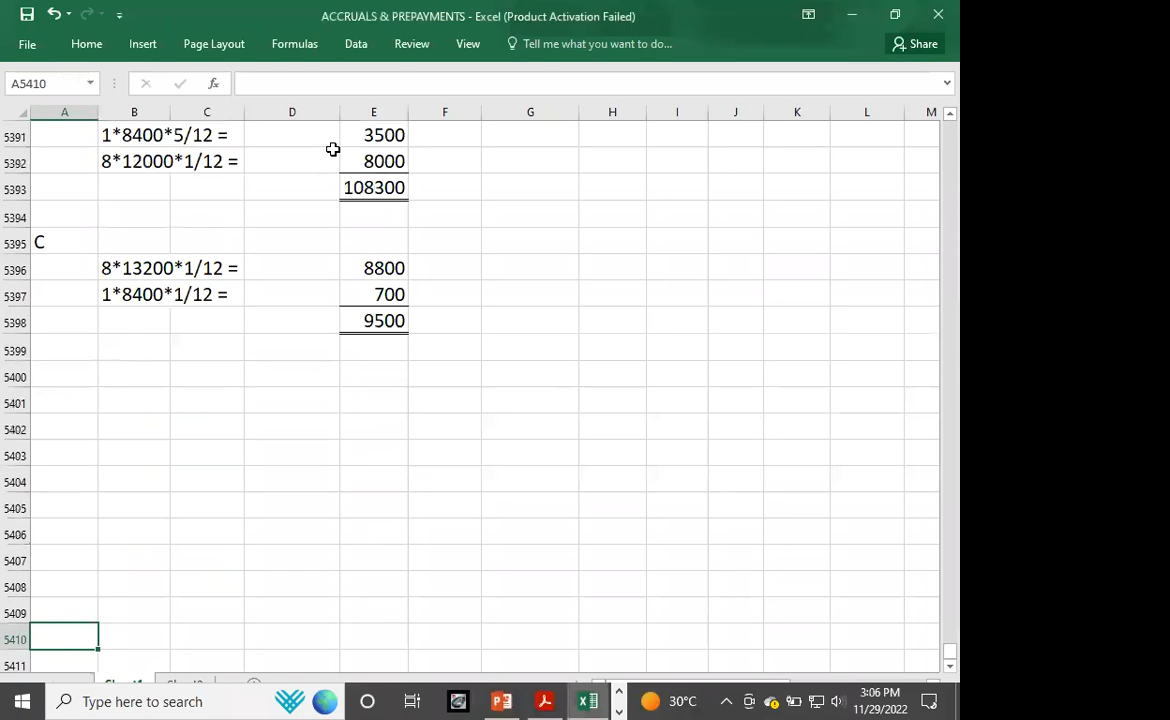 ACCRUALS & PREPAYMENTS - Excel (Product Activation Failed)
File Home Insert Page Layout Formulas Data Review View Tell me what you want to do... Share
A5410 fx
A B C D E F G H I J K L M
5391 1*8400*5/12 = 3500
5392 8*12000*1/12 = 8000
5393 108300
5394
5395 C
5396 8*13200*1/12 = 8800
5397 1*8400*1/12 = 700
5398 9500
5399
5400
5401
5402
5403
5404
5405
5406
5407
5408
5409
5410
5411
Type here to search 30°C 3:06 PM
11/29/2022